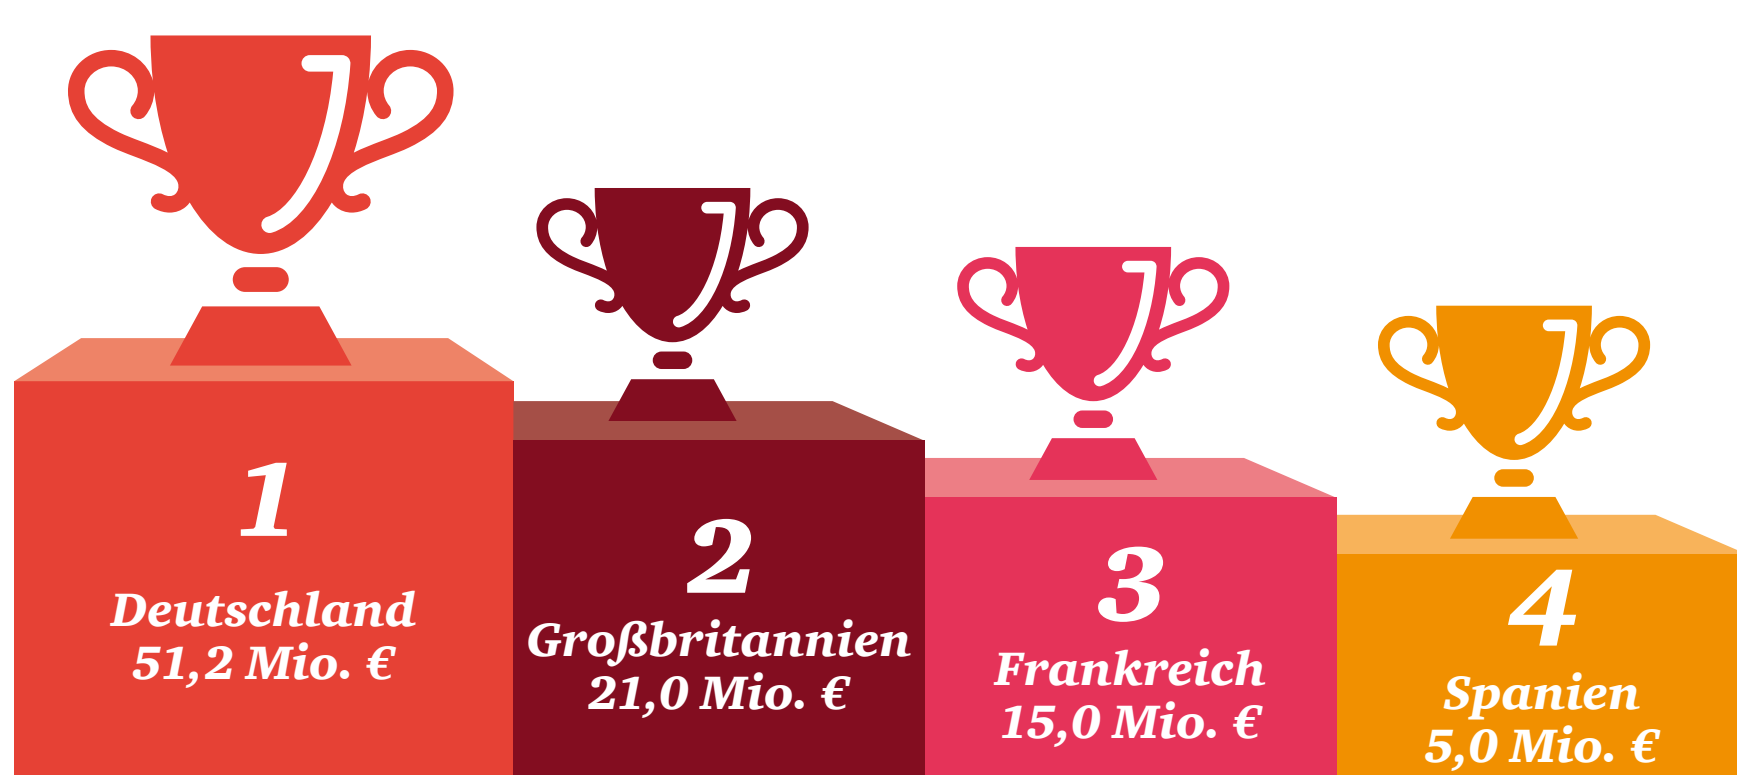 1
Deutschland
51,2 Mio. €
2
Großbritannien
21,0 Mio. €
3
Frankreich
15,0 Mio. €
4
Spanien
5,0 Mio. €